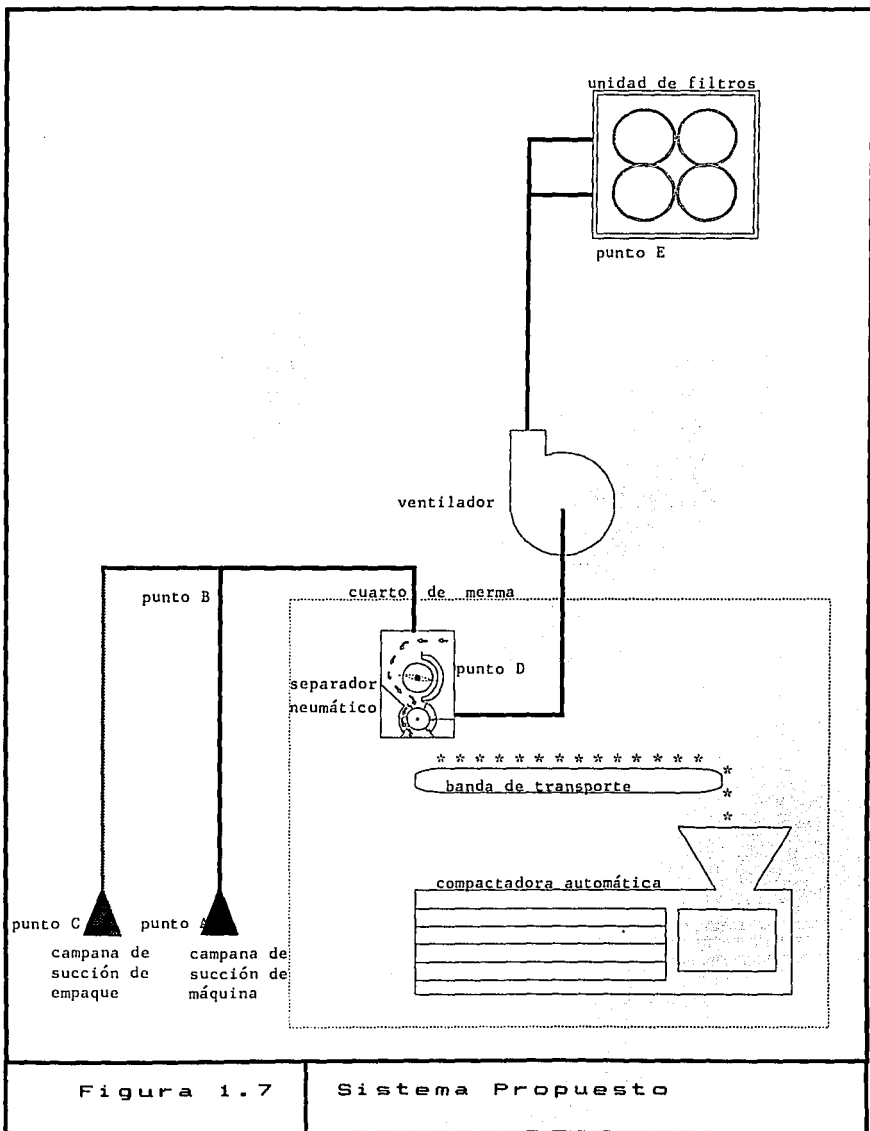 unidad de filtros
punto E
ventilador
punto B
cuarto de merma
punto D
separador
neumático
banda de transporte
compactadora automática
punto C
punto A
campana de
succión de
empaque
campana de
succión de
máquina
Figura 1.7
Sistema Propuesto